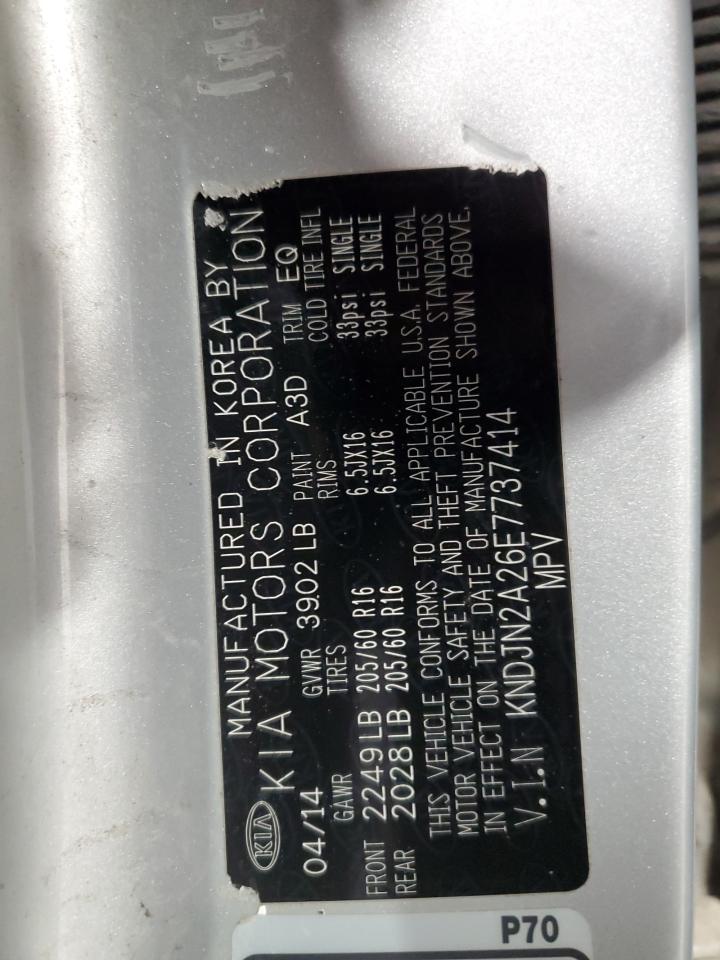 MANUFACTURED IN KOREA BY
KIA KIA MOTORS CORPORATION
04/14 GVWR 3902 LB PAINT A3D TRIM EQ
GAWR TIRES RIMS COLD TIRE INFL
FRONT 2249 LB 205/60 R16 6.5JX16 33psi SINGLE
REAR 2028 LB 205/60 R16 6.5JX16 33psi SINGLE
THIS VEHICLE CONFORMS TO ALL APPLICABLE U.S.A. FEDERAL
MOTOR VEHICLE SAFETY AND THEFT PREVENTION STANDARDS
IN EFFECT ON THE DATE OF MANUFACTURE SHOWN ABOVE.
V.I.N KNDJN2A26E7737414
MPV
P70